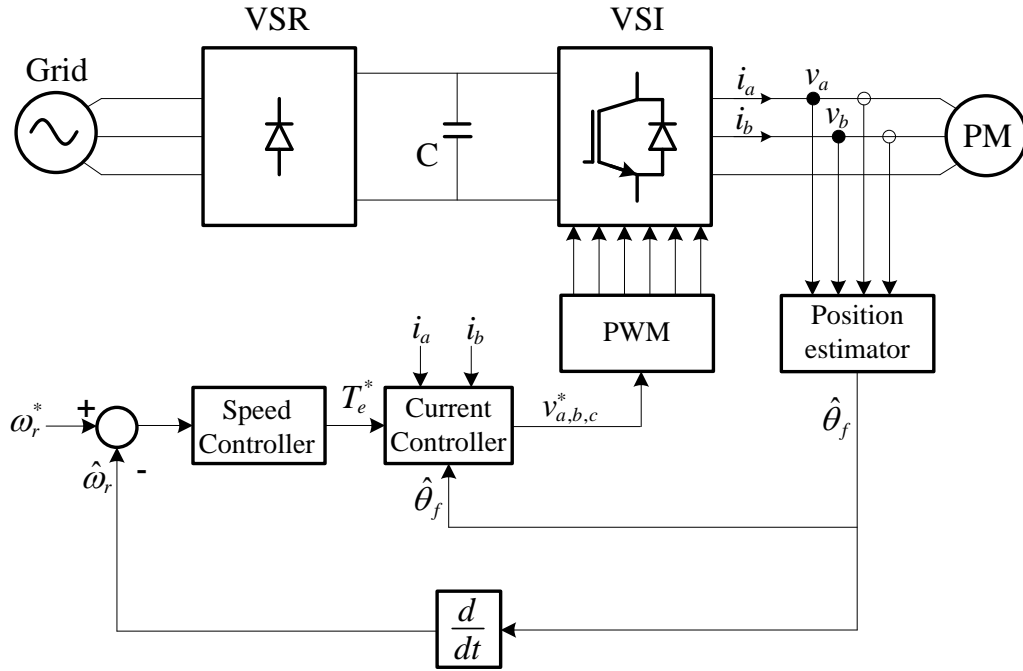 VSR
VSI
Grid
C
i_a
v_a
i_b
v_b
PM
PWM
Position
estimator
i_a
i_b
ω_r^*
+
-
ω̂_r
Speed
Controller
T_e^*
Current
Controller
v_{a,b,c}^*
θ̂_f
θ̂_f
d
dt